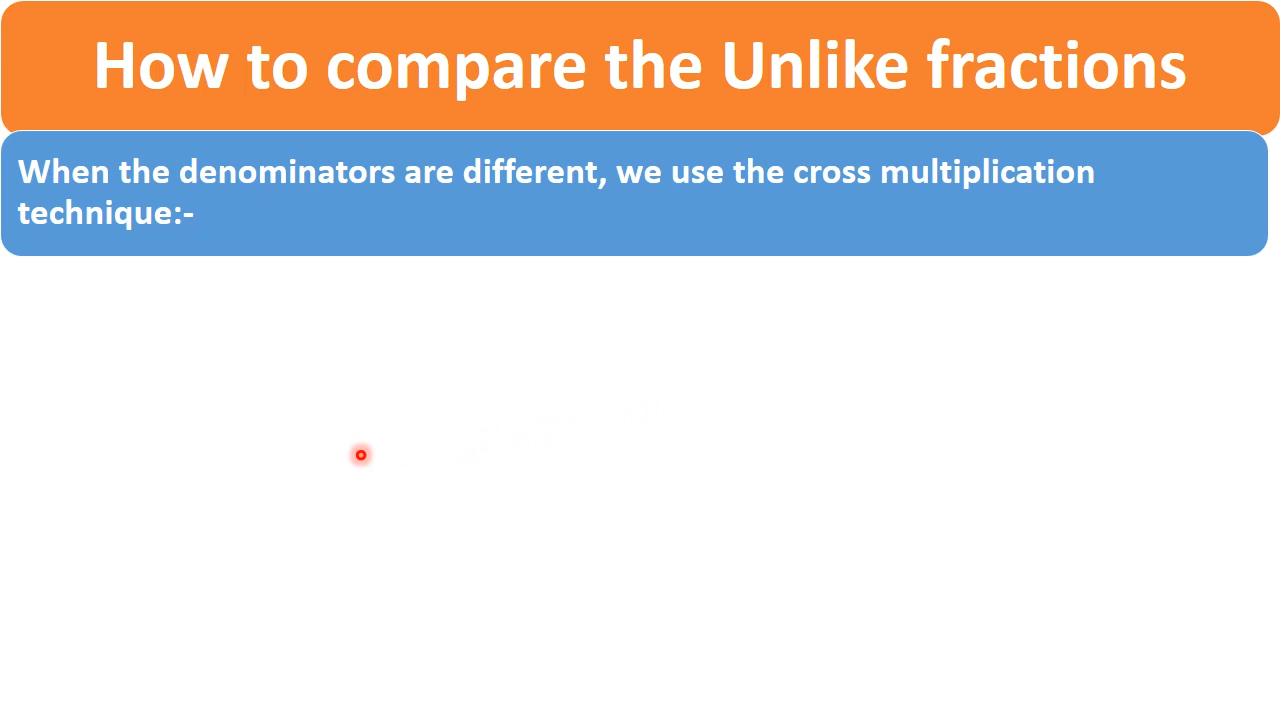 How to compare the Unlike fractions
When the denominators are different, we use the cross multiplication
technique:-